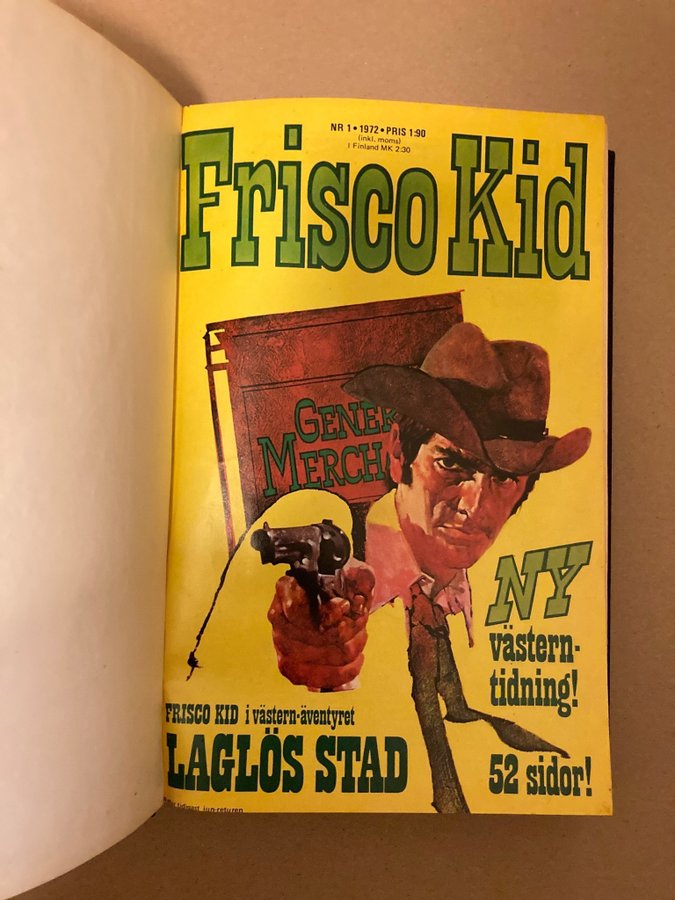 NR 1 • 1972 • PRIS 1:90
(inkl. moms)
I Finland MK 2:30
Frisco Kid
GENER
MERCH
NY
västern-
tidning!
FRISCO KID i västern-äventyret
LAGLÖS STAD
52 sidor!